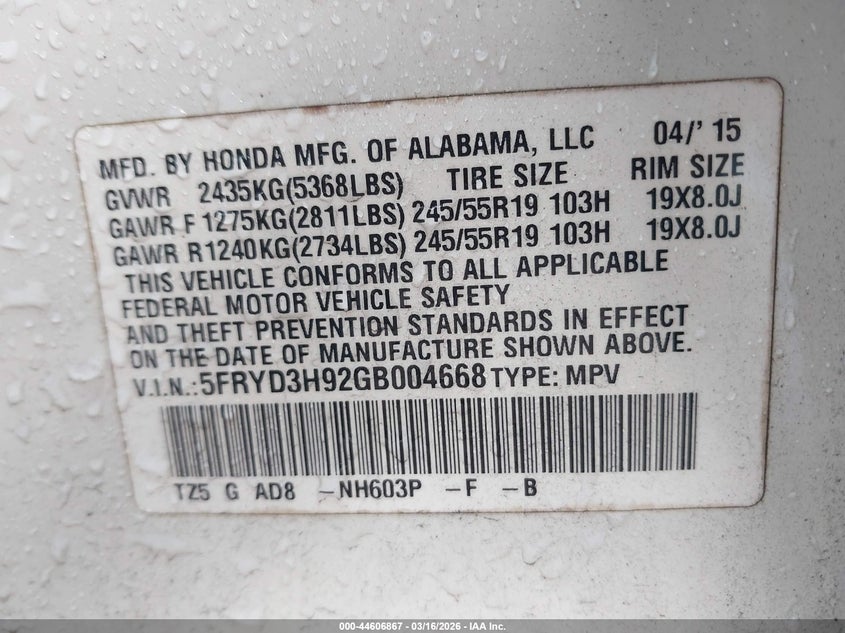 MFD. BY HONDA MFG. OF ALABAMA, LLC 04/' 15
GVWR 2435KG(5368LBS) TIRE SIZE RIM SIZE
GAWR F 1275KG(2811LBS) 245/55R19 103H 19X8.0J
GAWR R1240KG(2734LBS) 245/55R19 103H 19X8.0J
THIS VEHICLE CONFORMS TO ALL APPLICABLE
FEDERAL MOTOR VEHICLE SAFETY
AND THEFT PREVENTION STANDARDS IN EFFECT
ON THE DATE OF MANUFACTURE SHOWN ABOVE.
V.I.N.:5FRYD3H92GB004668 TYPE: MPV
TZ5 G AD8 -NH603P -F -B
000-44606867 - 03/16/2026 - IAA Inc.